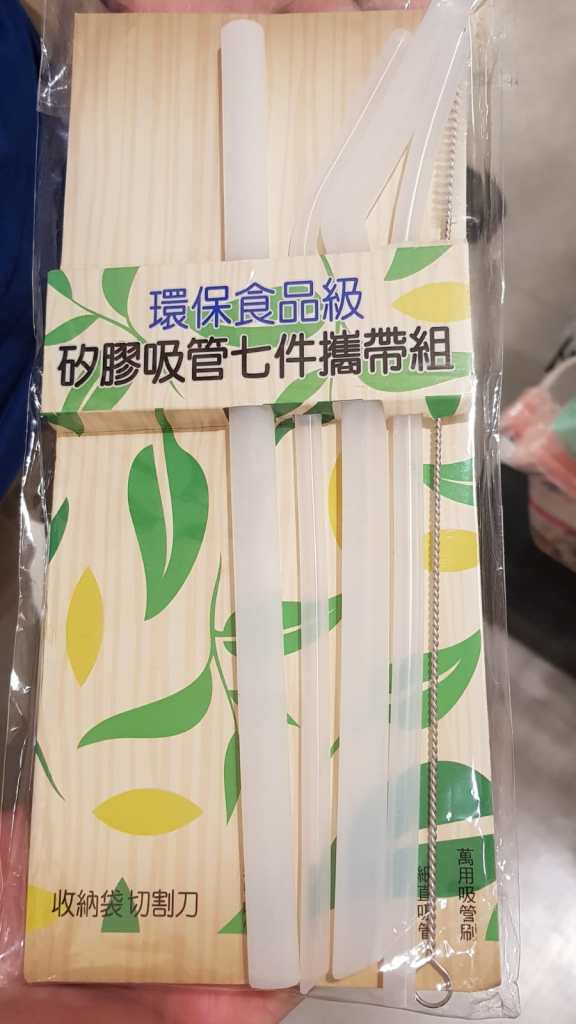 環保食品級
矽膠吸管七件攜帶組
收納袋 切割刀
細直吸管
萬用吸管刷